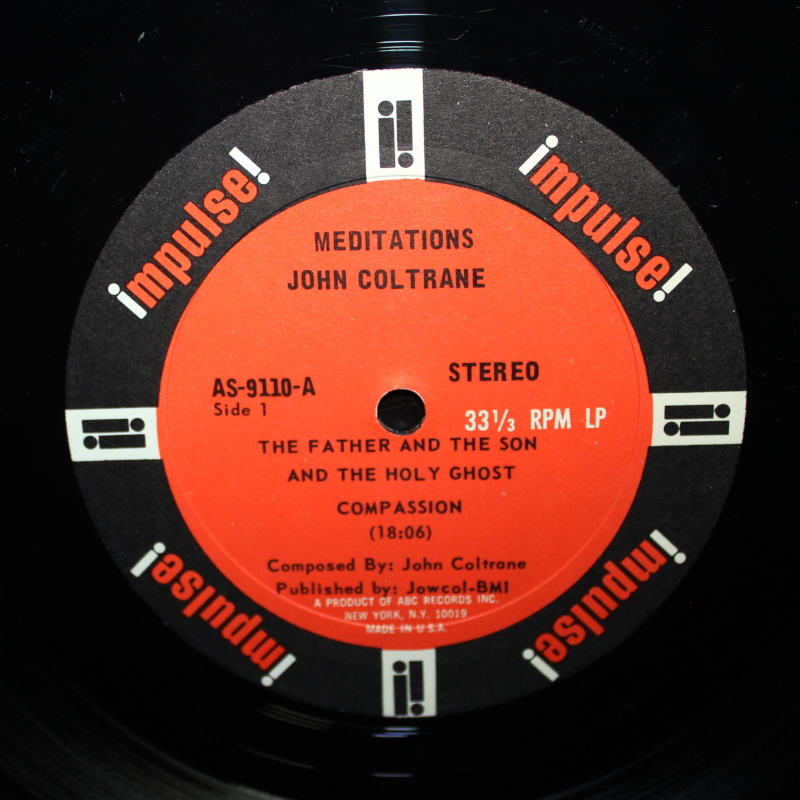 impulse!
impulse!
MEDITATIONS
JOHN COLTRANE
AS-9110-A
STEREO
Side 1
33 1/3 RPM LP
THE FATHER AND THE SON
AND THE HOLY GHOST
COMPASSION
(18:06)
Composed By: John Coltrane
Published by: Jowcol-BMI
A PRODUCT OF ABC RECORDS INC.
NEW YORK, N.Y. 10019
MADE IN U.S.A.
impulse!
impulse!